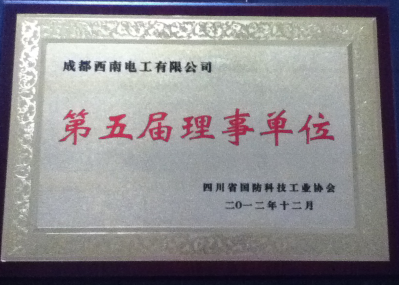 成都西南电工有限公司
第五届理事单位
四川省国防科技工业协会
二〇一二年十二月